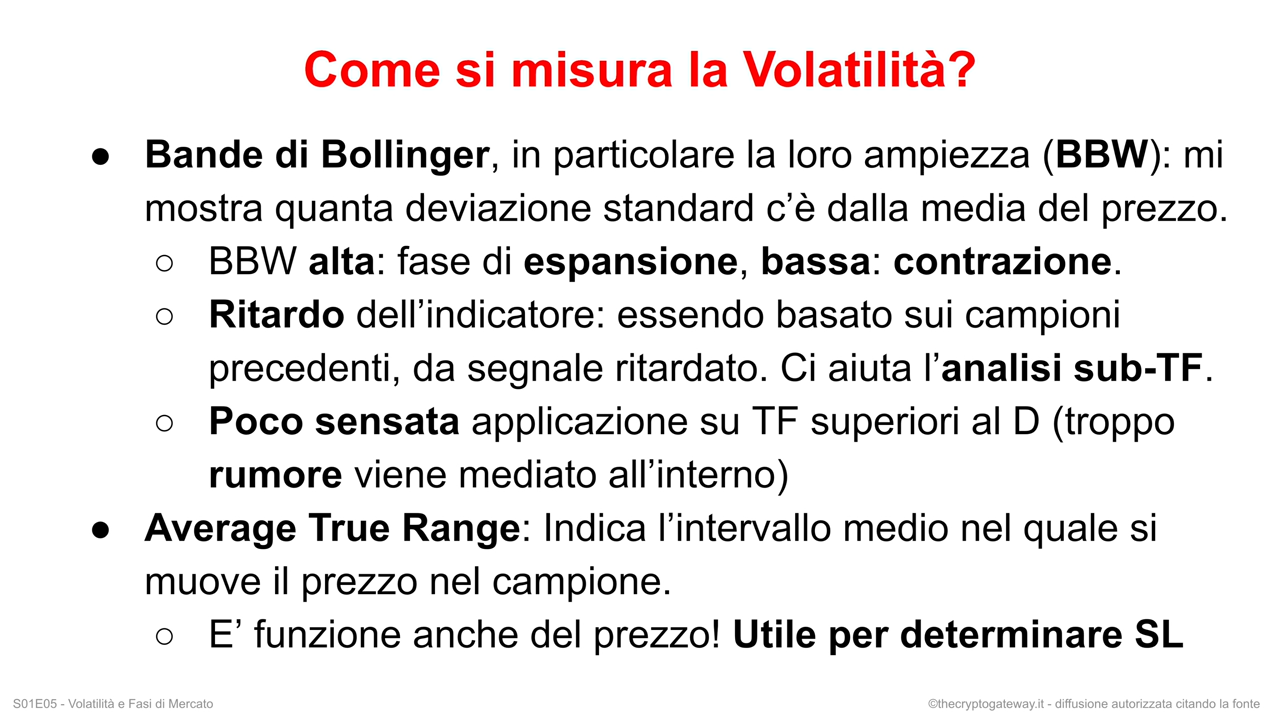 Come si misura la Volatilità?
● Bande di Bollinger, in particolare la loro ampiezza (BBW): mi
mostra quanta deviazione standard c’è dalla media del prezzo.
○ BBW alta: fase di espansione, bassa: contrazione.
○ Ritardo dell’indicatore: essendo basato sui campioni
precedenti, da segnale ritardato. Ci aiuta l’analisi sub-TF.
○ Poco sensata applicazione su TF superiori al D (troppo
rumore viene mediato all’interno)
● Average True Range: Indica l’intervallo medio nel quale si
muove il prezzo nel campione.
○ E’ funzione anche del prezzo! Utile per determinare SL
S01E05 - Volatilità e Fasi di Mercato
©thecryptogateway.it - diffusione autorizzata citando la fonte